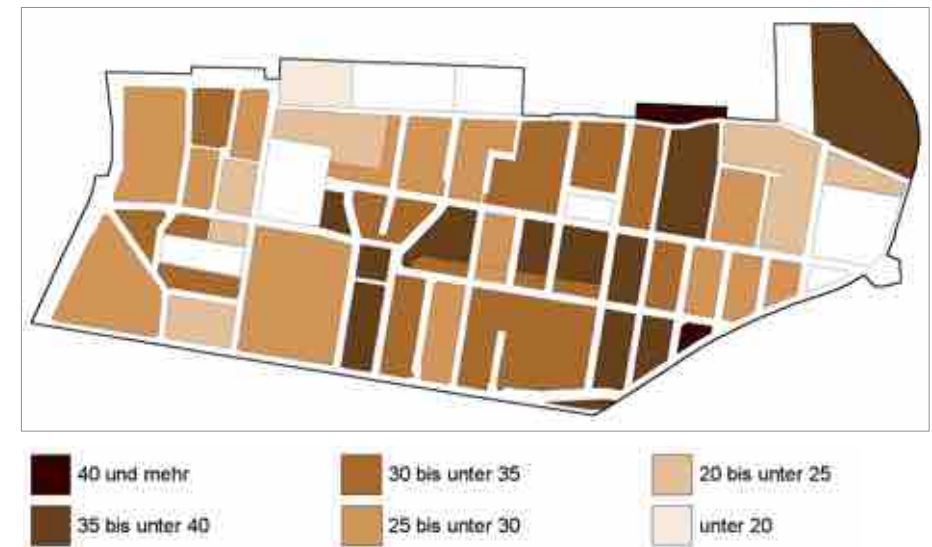 40 und mehr
30 bis unter 35
20 bis unter 25
35 bis unter 40
25 bis unter 30
unter 20